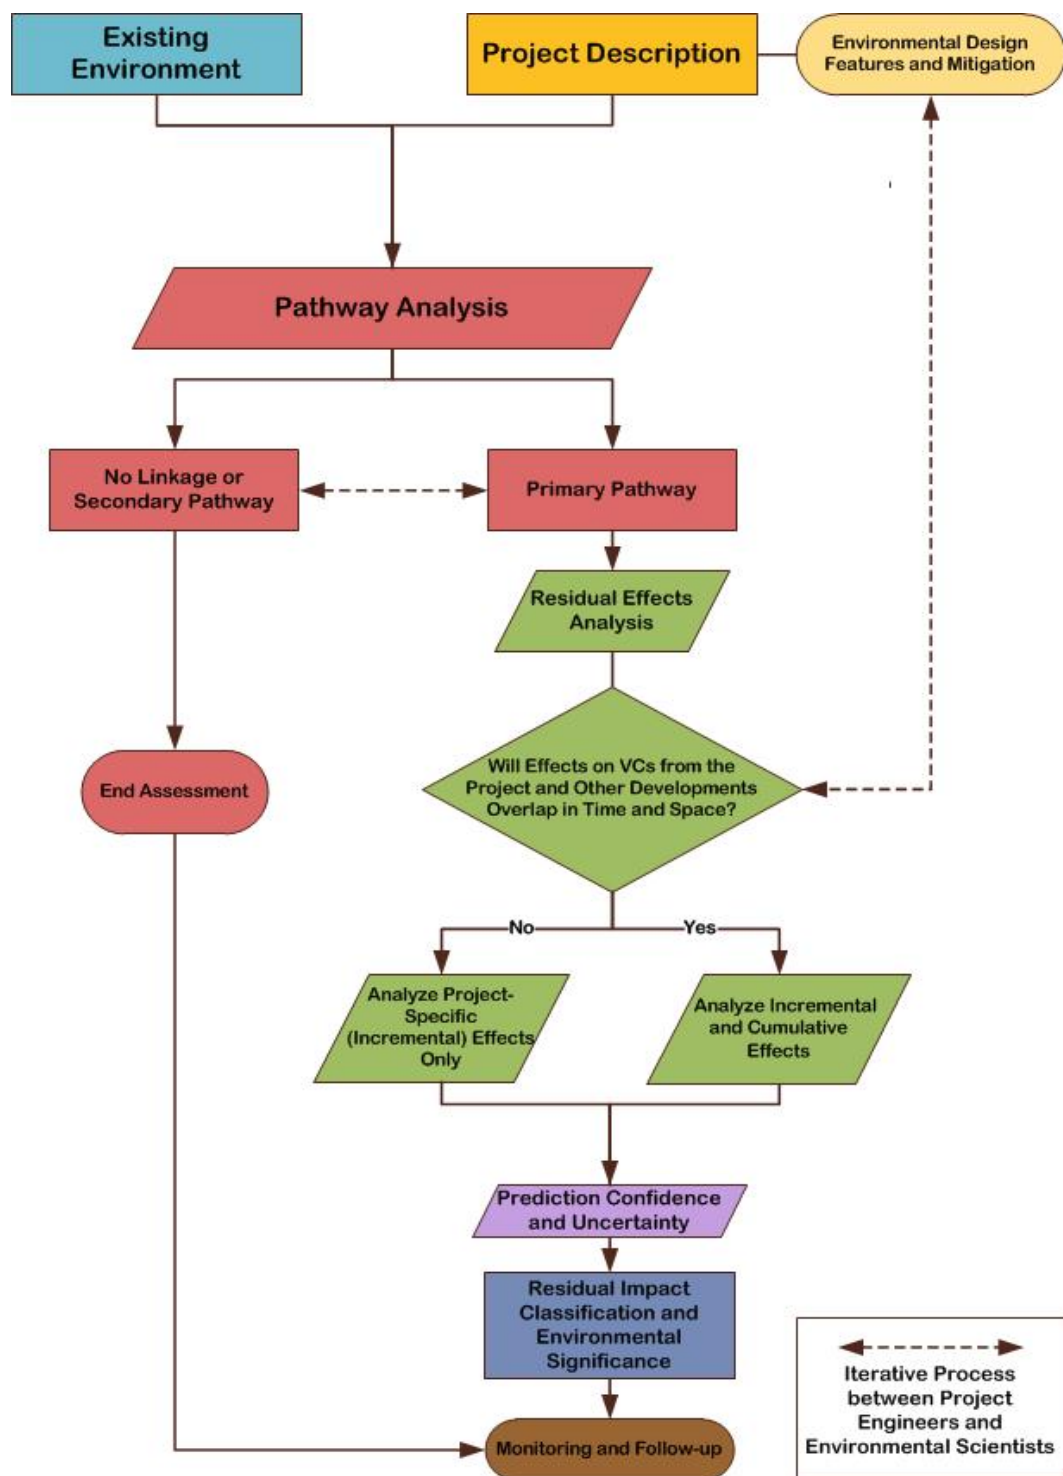 Existing
Environment
Project Description
Environmental Design
Features and Mitigation
Pathway Analysis
No Linkage or
Secondary Pathway
Primary Pathway
Residual Effects
Analysis
Will Effects on VCs from the
Project and Other Developments
Overlap in Time and Space?
End Assessment
No
Yes
Analyze Project-
Specific
(Incremental) Effects
Only
Analyze Incremental
and Cumulative
Effects
Prediction Confidence
and Uncertainty
Residual Impact
Classification and
Environmental
Significance
Monitoring and Follow-up
Iterative Process
between Project
Engineers and
Environmental Scientists